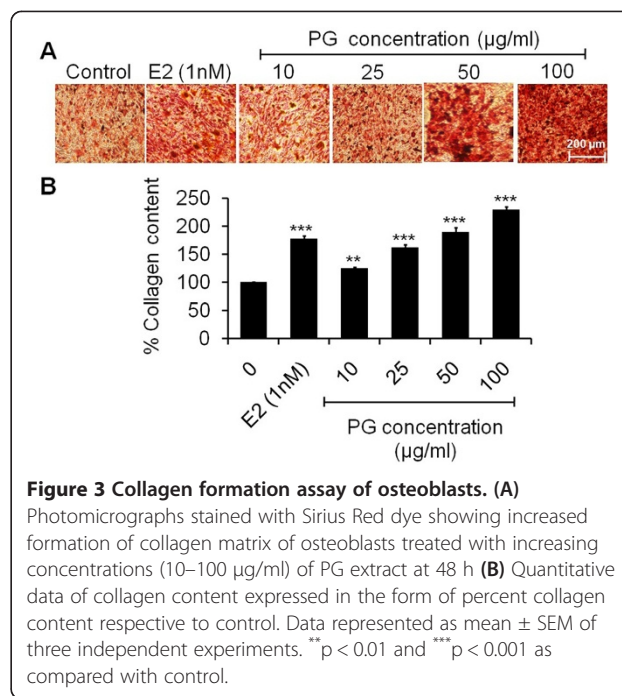 PG concentration (µg/ml)
A
Control E2 (1nM) 10 25 50 100
200 µm
B
% Collagen content
250
200
150
100
50
0
*** ** *** *** ***
0 E2 (1nM) 10 25 50 100
PG concentration
(µg/ml)
Figure 3 Collagen formation assay of osteoblasts. (A)
Photomicrographs stained with Sirius Red dye showing increased
formation of collagen matrix of osteoblasts treated with increasing
concentrations (10–100 µg/ml) of PG extract at 48 h (B) Quantitative
data of collagen content expressed in the form of percent collagen
content respective to control. Data represented as mean ± SEM of
three independent experiments. **p < 0.01 and ***p < 0.001 as
compared with control.